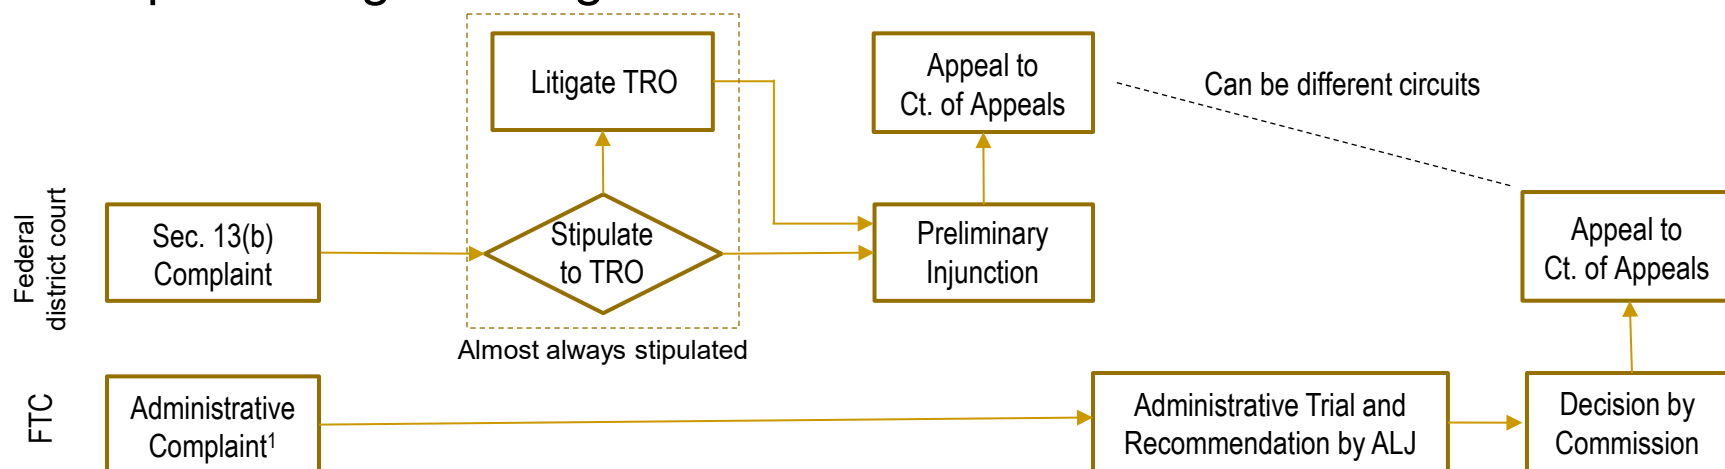 Litigate TRO
Appeal to
Ct. of Appeals
Can be different circuits
Federal
district court
Sec. 13(b)
Complaint
Stipulate
to TRO
Preliminary
Injunction
Appeal to
Ct. of Appeals
Almost always stipulated
FTC
Administrative
Complaint¹
Administrative Trial and
Recommendation by ALJ
Decision by
Commission